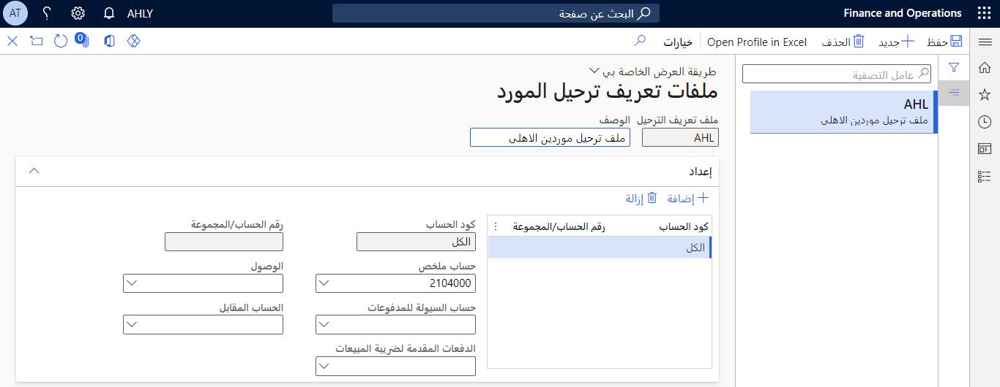 Finance and Operations
البحث عن صفحة
AHLY
AT
حفظ
جديد
الحذف
Open Profile in Excel
خيارات
0
عامل التصفية
AHL
ملف ترحيل موردين الاهلى
طريقة العرض الخاصة بي
ملفات تعريف ترحيل المورد
ملف تعريف الترحيل
الوصف
AHL
ملف ترحيل موردين الاهلى
إعداد
إضافة
إزالة
كود الحساب
رقم الحساب/المجموعة
الكل
كود الحساب
رقم الحساب/المجموعة
الكل
حساب ملخص
الوصول
2104000
حساب السيولة للمدفوعات
الحساب المقابل
الدفعات المقدمة لضريبة المبيعات